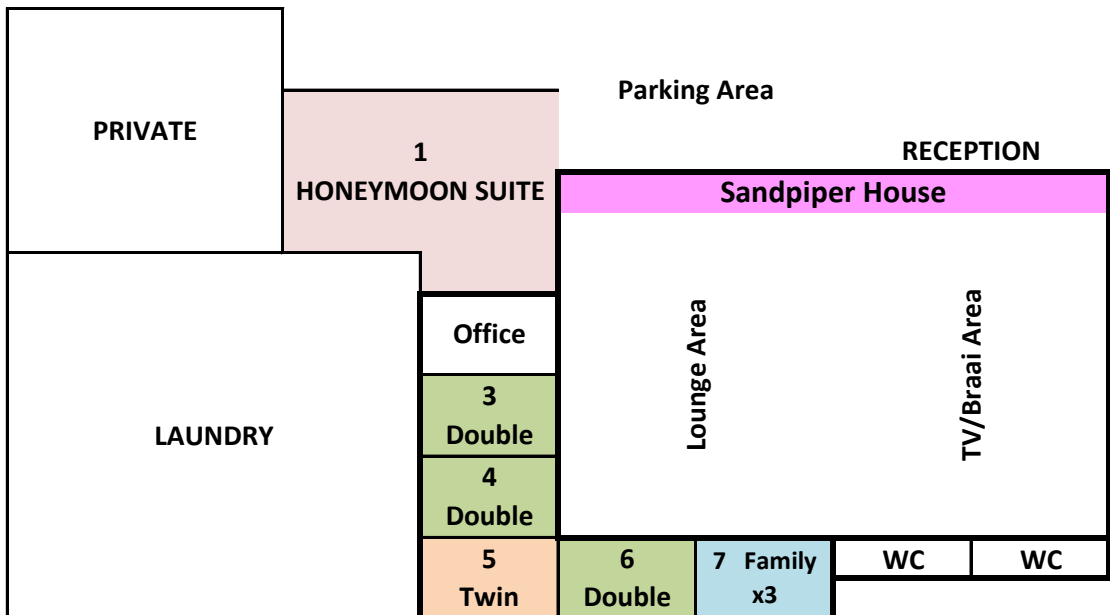 Parking Area
PRIVATE
RECEPTION
1
HONEYMOON SUITE
Sandpiper House
Office
Lounge Area
TV/Braai Area
3
Double
LAUNDRY
4
Double
5
Twin
6
Double
7 Family
x3
WC
WC